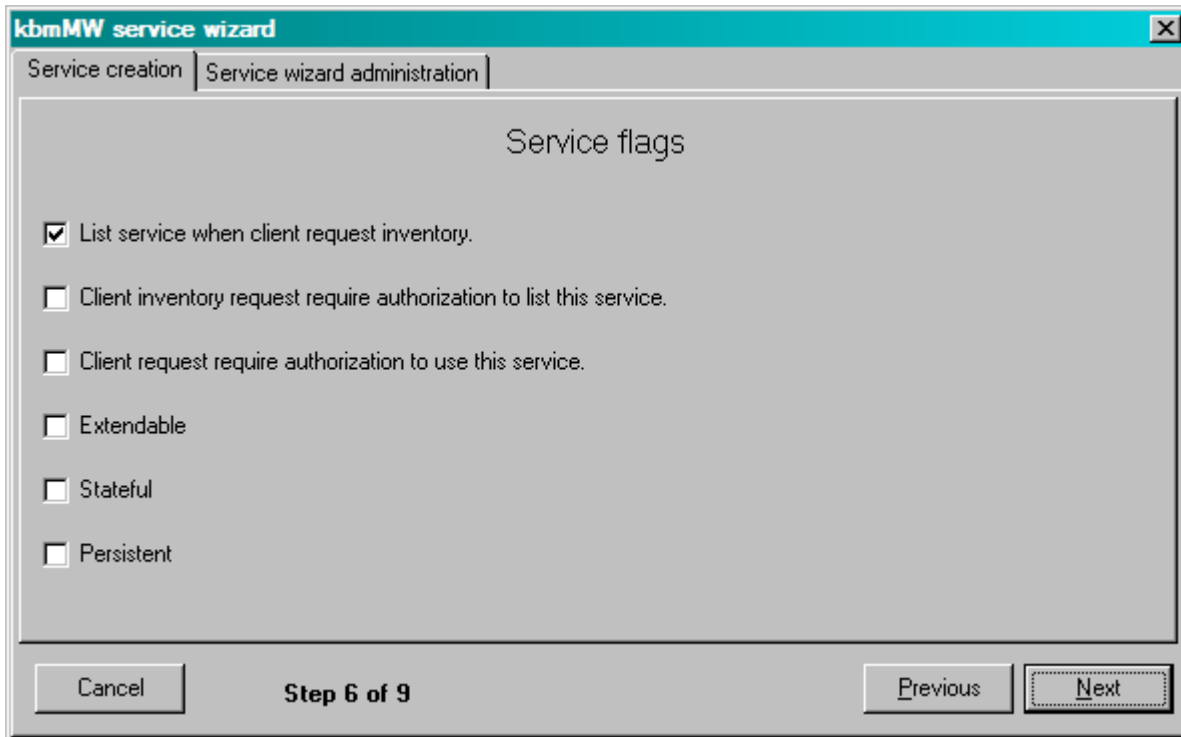 kbmMW service wizard
Service creation
Service wizard administration
Service flags
List service when client request inventory.
Client inventory request require authorization to list this service.
Client request require authorization to use this service.
Extendable
Stateful
Persistent
Cancel
Step 6 of 9
Previous
Next